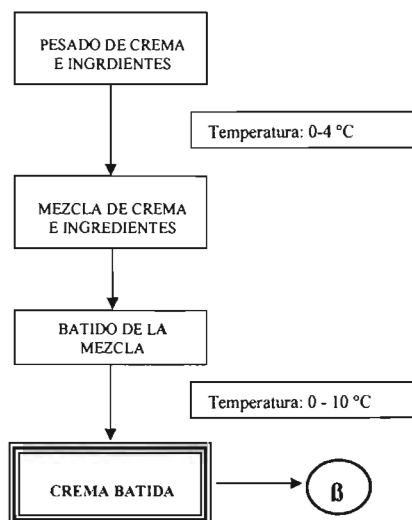 PESADO DE CREMA
E INGRDIENTES
Temperatura: 0-4 °C
MEZCLA DE CREMA
E INGREDIENTES
BATIDO DE LA
MEZCLA
Temperatura: 0 - 10 °C
CREMA BATIDA
ß